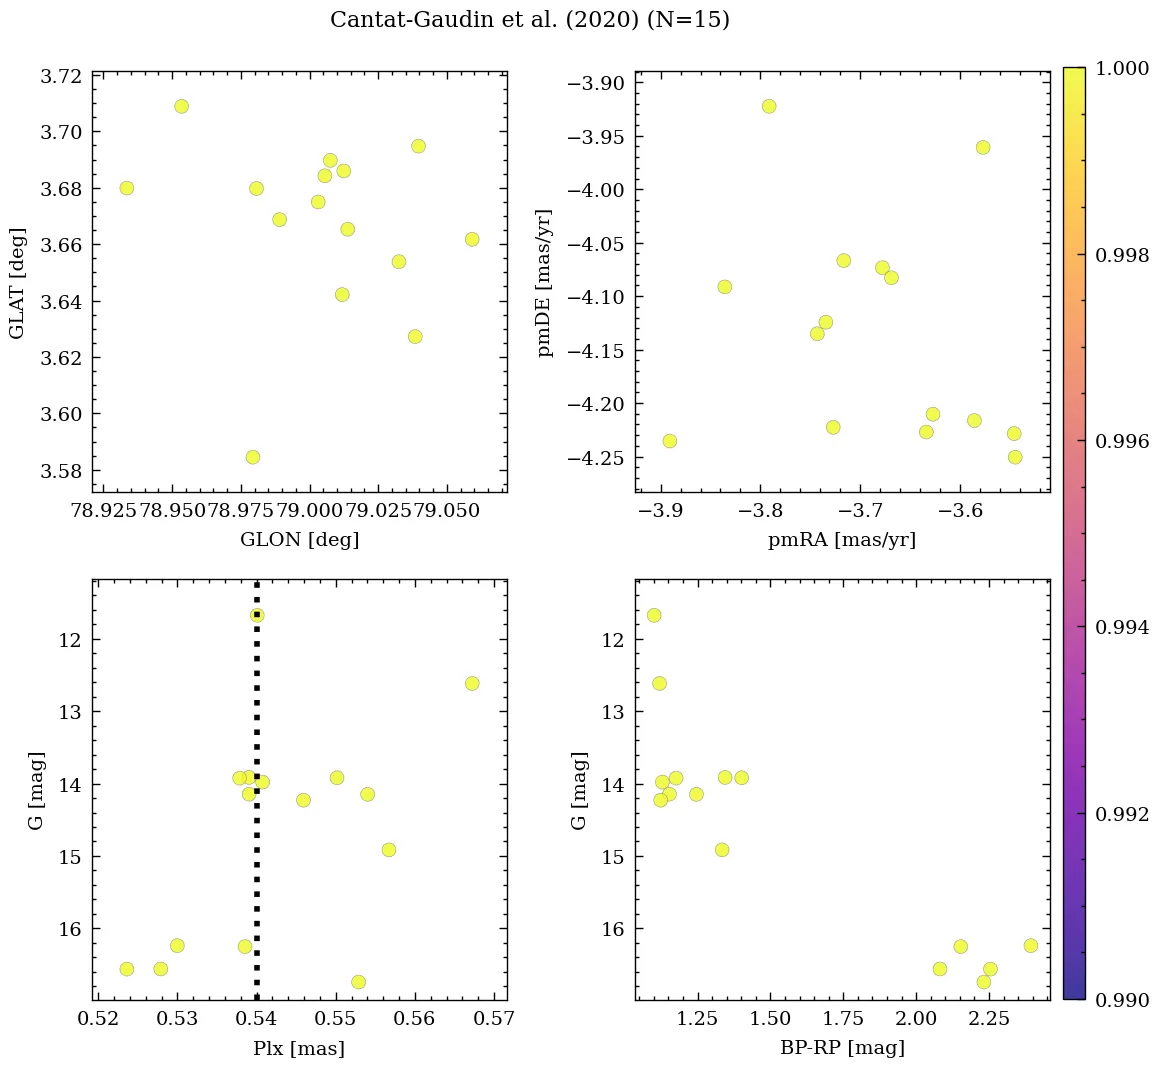 Cantat-Gaudin et al. (2020) (N=15)
3.72
3.70
3.68
3.66
3.64
3.62
3.60
3.58
GLAT [deg]
78.925 78.950 78.975 79.000 79.025 79.050
GLON [deg]
−3.90
−3.95
−4.00
−4.05
−4.10
−4.15
−4.20
−4.25
pmDE [mas/yr]
−3.9 −3.8 −3.7 −3.6
pmRA [mas/yr]
12
13
14
15
16
G [mag]
0.52 0.53 0.54 0.55 0.56 0.57
Plx [mas]
12
13
14
15
16
G [mag]
1.25 1.50 1.75 2.00 2.25
BP-RP [mag]
1.000
0.998
0.996
0.994
0.992
0.990